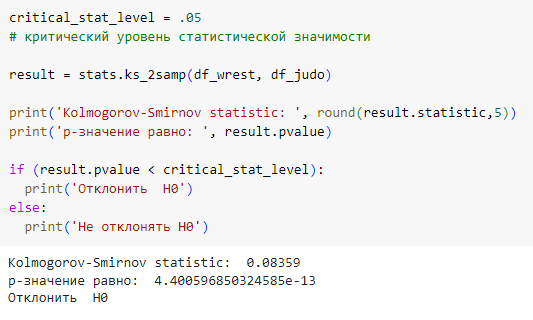 critical_stat_level = .05
# критический уровень статистической значимости
result = stats.ks_2samp(df_wrest, df_judo)
print('Kolmogorov-Smirnov statistic: ', round(result.statistic,5))
print('p-значение равно: ', result.pvalue)
if (result.pvalue < critical_stat_level):
  print('Отклонить  H0')
else:
  print('Не отклонять H0')
Kolmogorov-Smirnov statistic:  0.08359
p-значение равно:  4.400596850324585e-13
Отклонить  H0